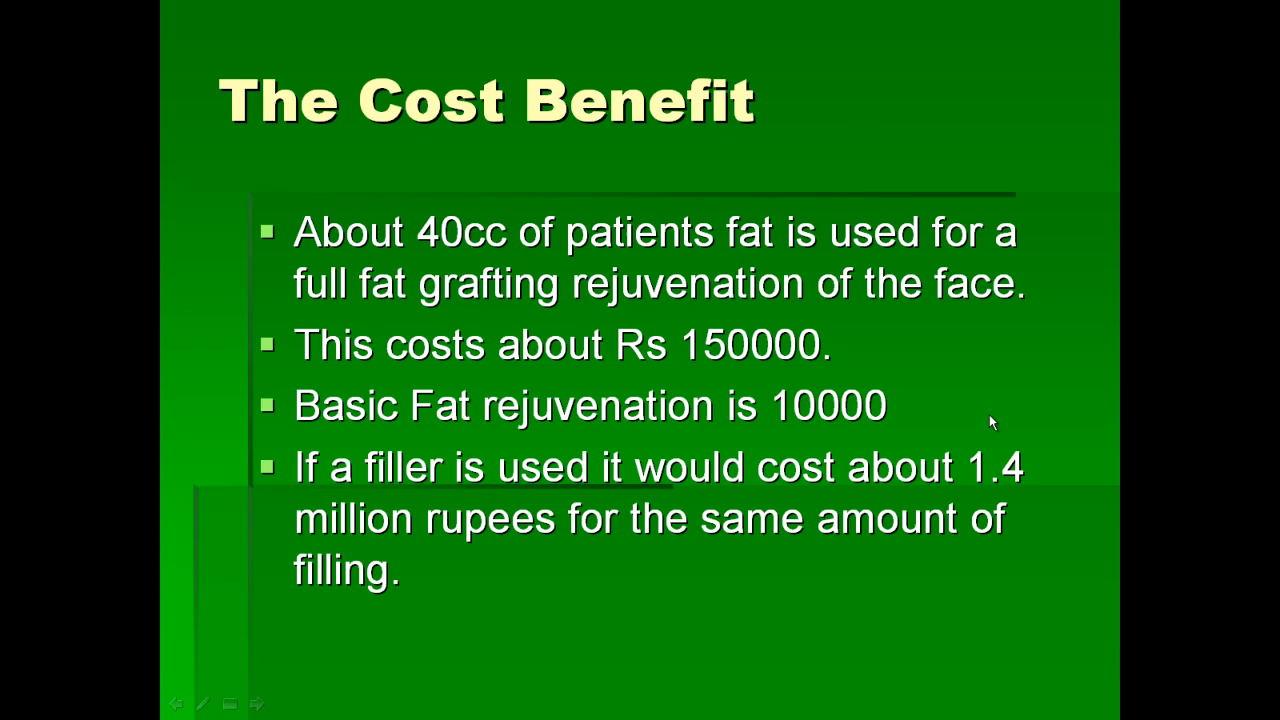 The Cost Benefit
About 40cc of patients fat is used for a
full fat grafting rejuvenation of the face.
This costs about Rs 150000.
Basic Fat rejuvenation is 10000
If a filler is used it would cost about 1.4
million rupees for the same amount of
filling.